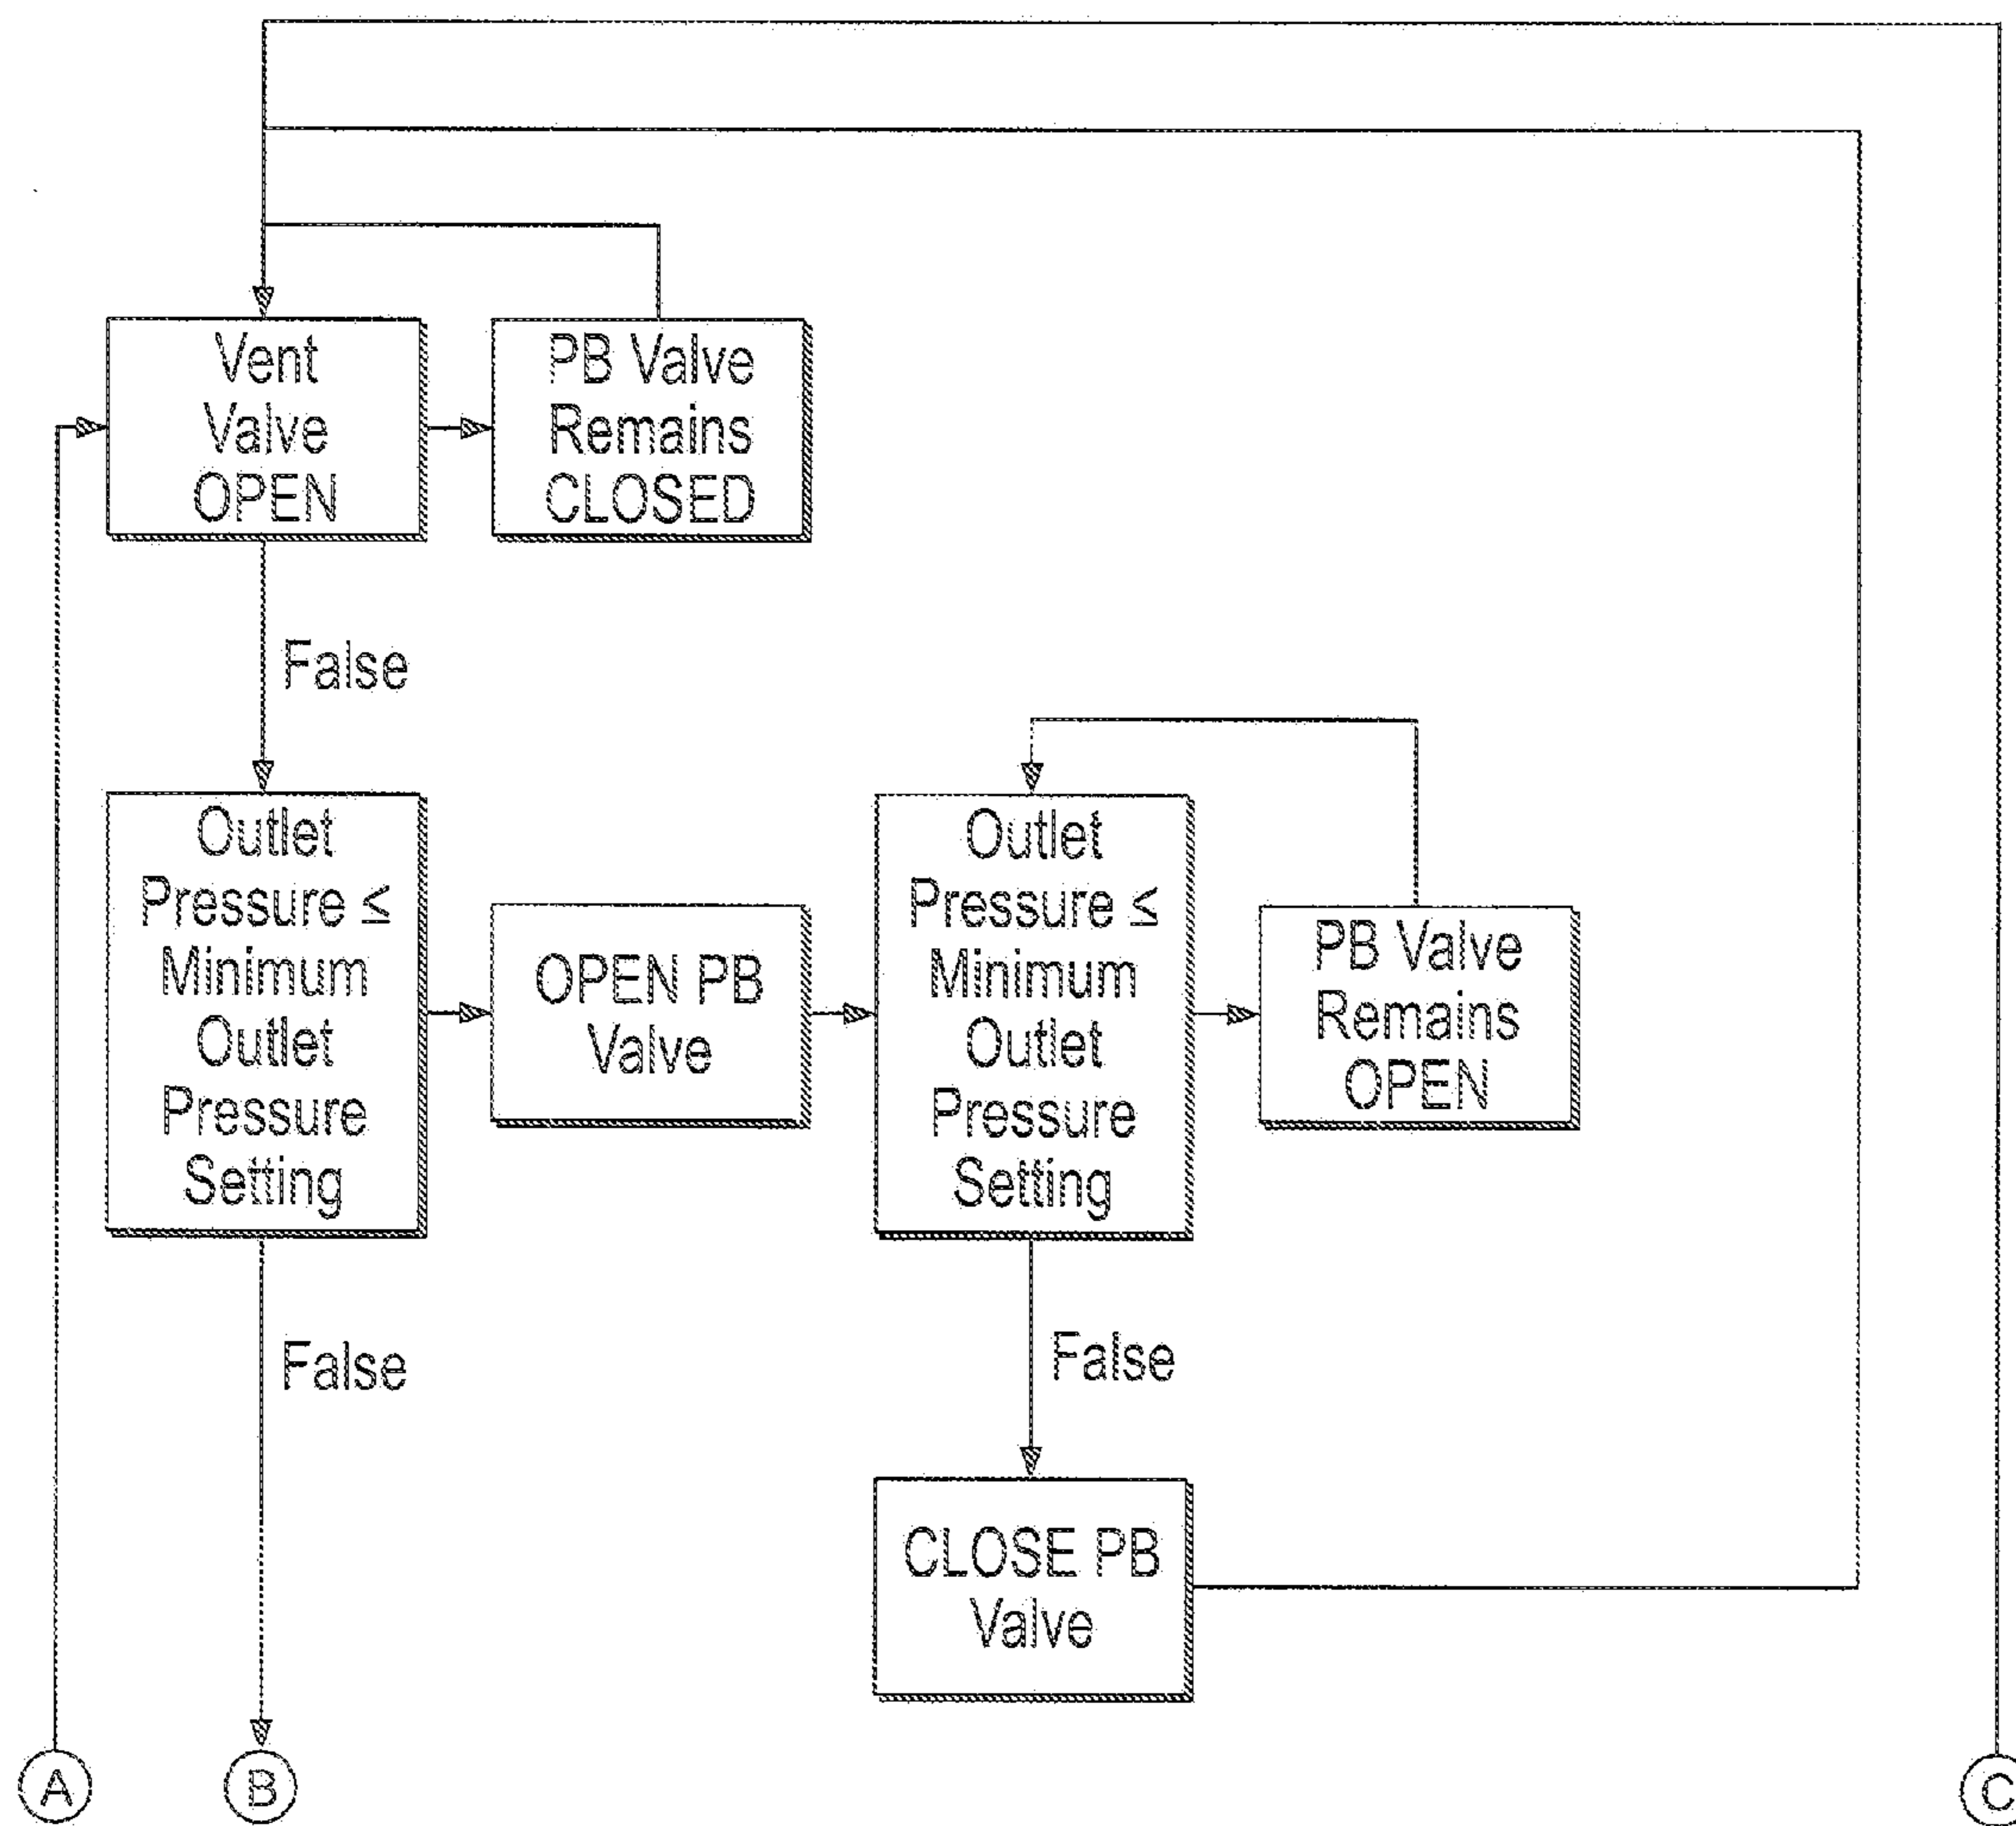 Vent
Valve
OPEN
PB Valve
Remains
CLOSED
False
Outlet
Pressure ≤
Minimum
Outlet
Pressure
Setting
OPEN PB
Valve
Outlet
Pressure ≤
Minimum
Outlet
Pressure
Setting
PB Valve
Remains
OPEN
False
False
CLOSE PB
Valve
A
B
C